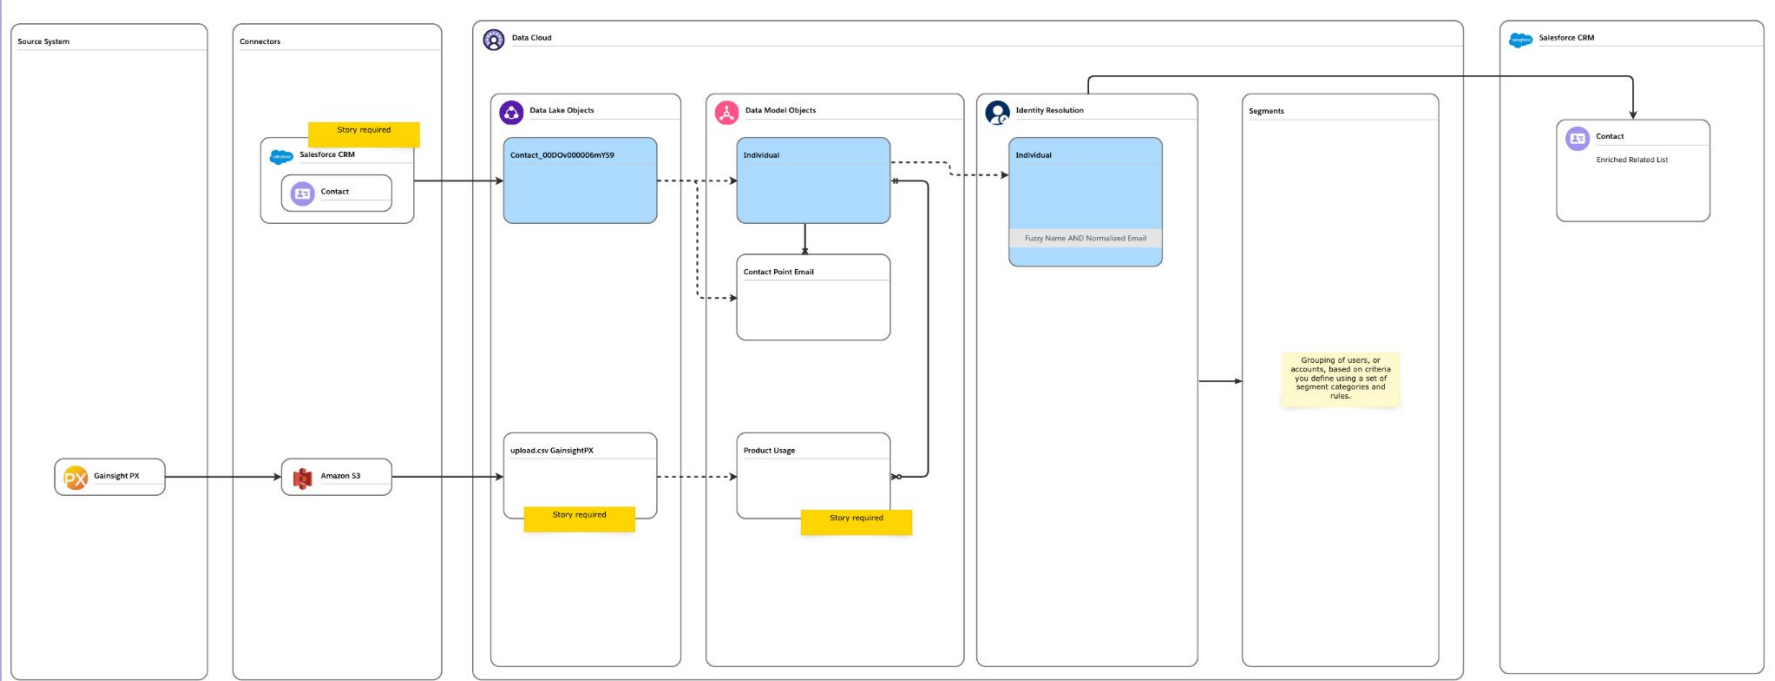 Source System
Connectors
Data Cloud
Salesforce CRM
Data Lake Objects
Data Model Objects
Identity Resolution
Segments
Story required
Salesforce CRM
Contact
Contact_00DOv000006mYS9
Individual
Individual
Fuzzy Name AND Normalized Email
Contact
Enriched Related List
Contact Point Email
Grouping of users, or
accounts, based on criteria
you define using a set of
segment categories and
rules.
PX
Gainsight PX
Amazon S3
upload.csv GainsightPX
Story required
Product Usage
Story required